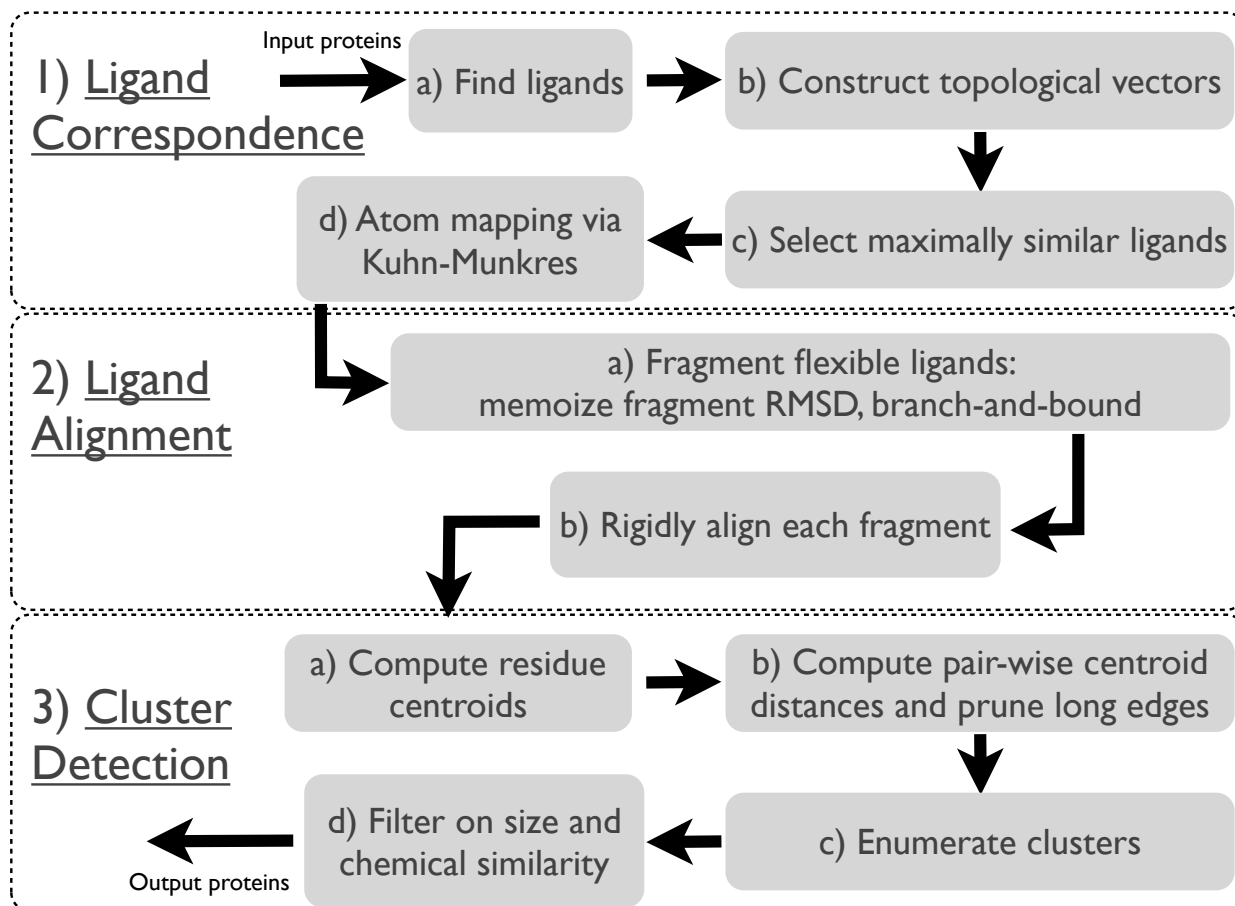 Input proteins
1) Ligand
Correspondence
a) Find ligands
b) Construct topological vectors
d) Atom mapping via
Kuhn-Munkres
c) Select maximally similar ligands
2) Ligand
Alignment
a) Fragment flexible ligands:
memoize fragment RMSD, branch-and-bound
b) Rigidly align each fragment
3) Cluster
Detection
a) Compute residue
centroids
b) Compute pair-wise centroid
distances and prune long edges
d) Filter on size and
chemical similarity
c) Enumerate clusters
Output proteins